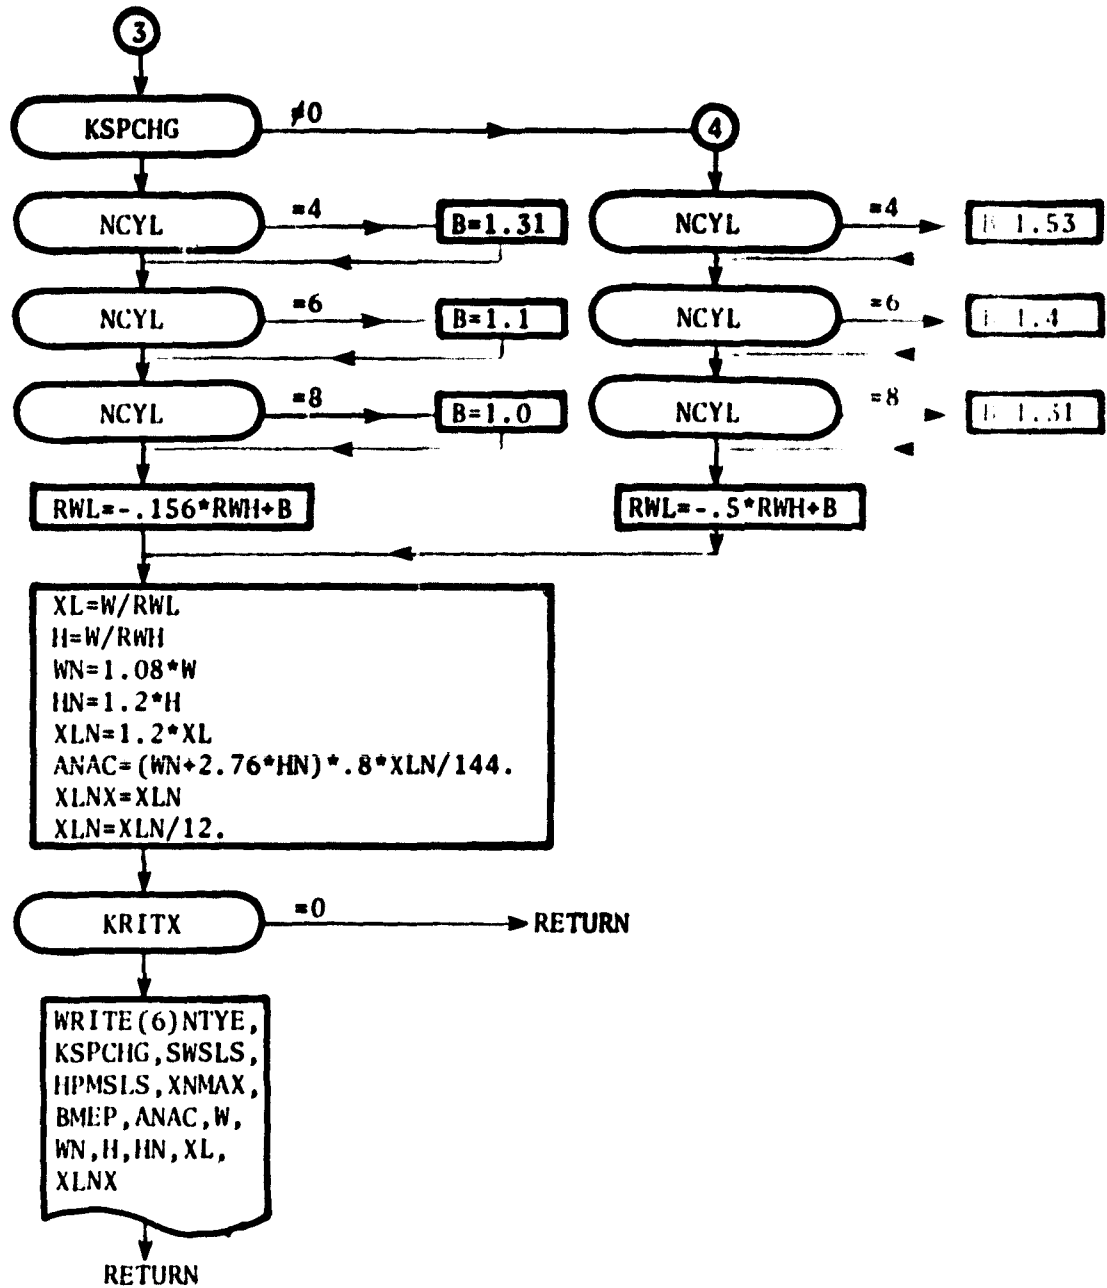 3
KSPCHG
≠0
4
NCYL
=4
B=1.31
NCYL
=4
1.53
NCYL
=6
B=1.1
NCYL
=6
1.4
NCYL
=8
B=1.0
NCYL
=8
RWL=-.156*RWH+B
RWL=-.5*RWH+B
XL=W/RWL
H=W/RWH
WN=1.08*W
HN=1.2*H
XLN=1.2*XL
ANAC=(WN+2.76*HN)*.8*XLN/144.
XLNX=XLN
XLN=XLN/12.
KRITX
=0
RETURN
WRITE(6)NTYE,
KSPCHG,SWSLS,
HPMSLS,XNMAX,
BMEP,ANAC,W,
WN,H,HN,XL,
XLNX
RETURN